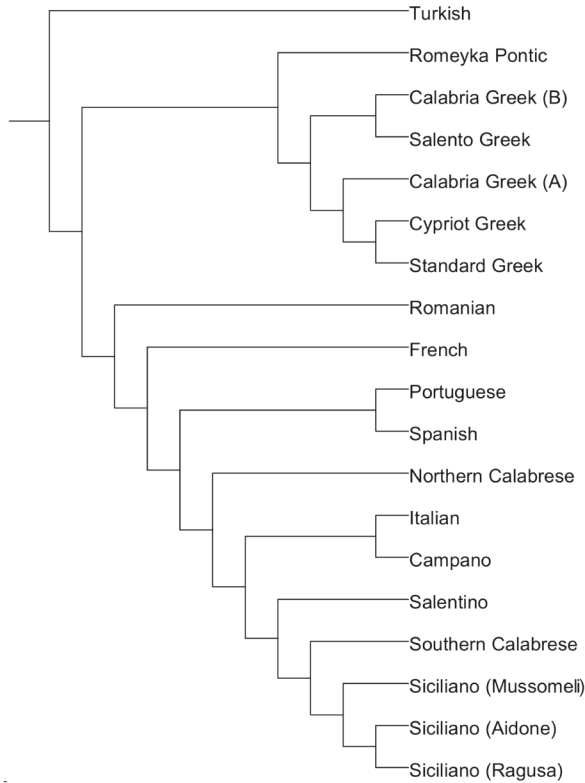 Turkish
Romeyka Pontic
Calabria Greek (B)
Salento Greek
Calabria Greek (A)
Cypriot Greek
Standard Greek
Romanian
French
Portuguese
Spanish
Northern Calabrese
Italian
Campano
Salentino
Southern Calabrese
Siciliano (Mussomeli)
Siciliano (Aidone)
Siciliano (Ragusa)